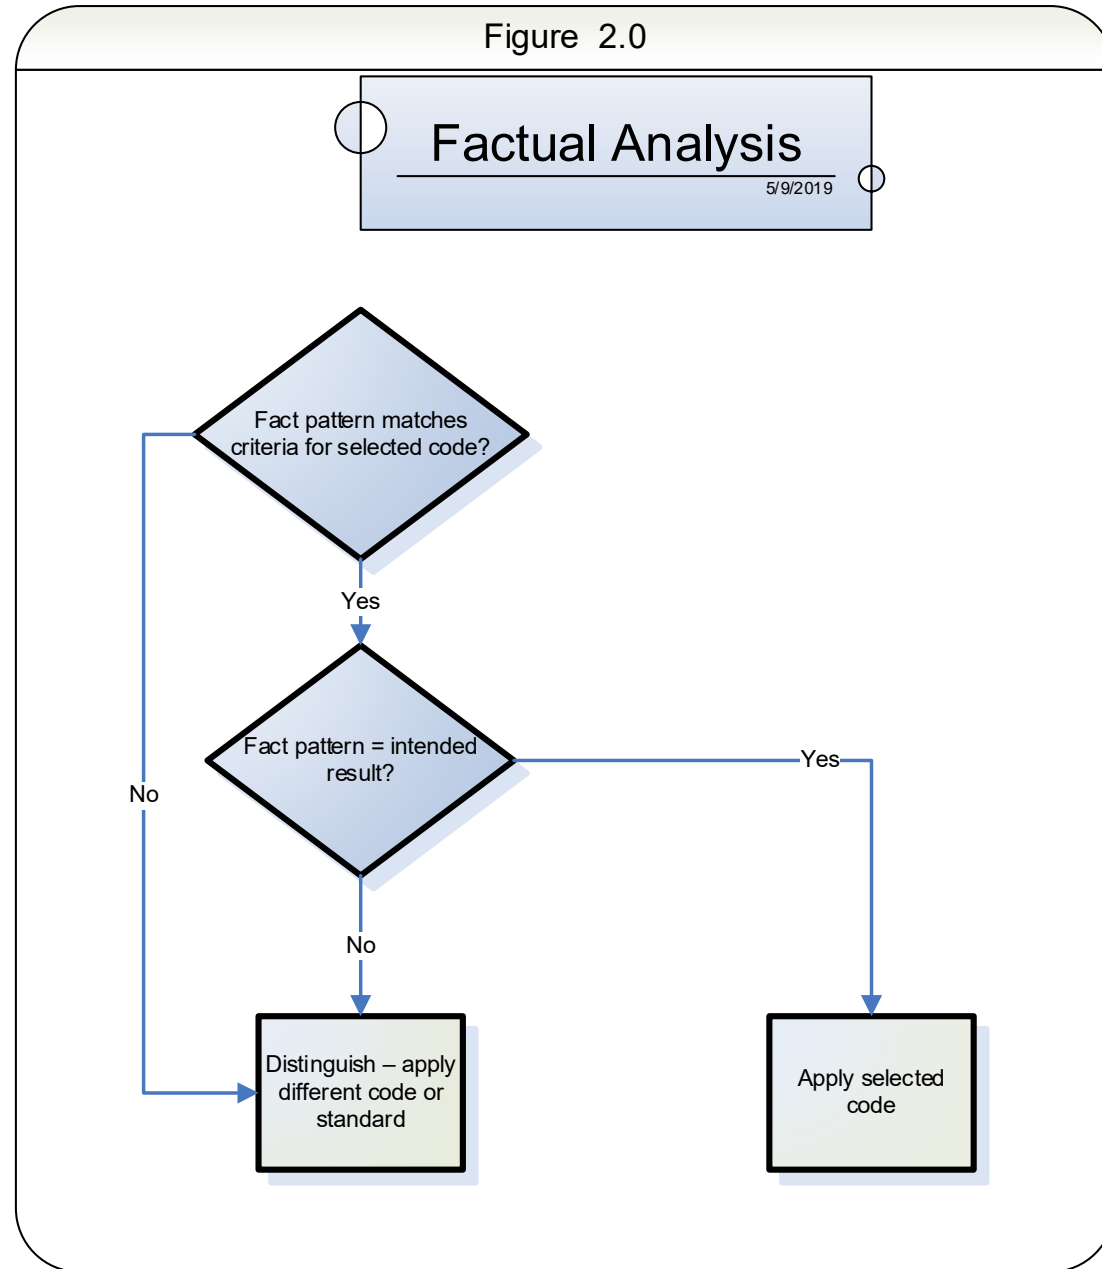 Figure 2.0
Factual Analysis
5/9/2019
Fact pattern matches
criteria for selected code?
Yes
Fact pattern = intended
result?
Yes
No
No
Distinguish – apply
different code or
standard
Apply selected
code